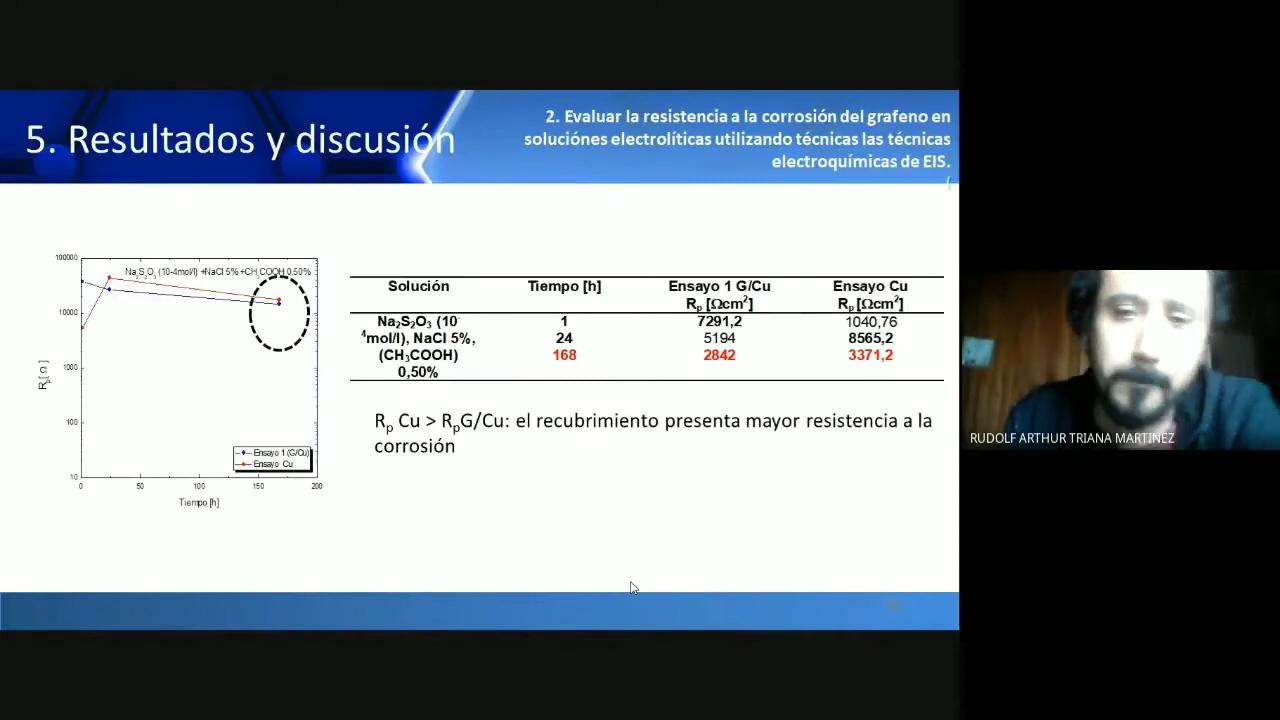 5. Resultados y discusión
2. Evaluar la resistencia a la corrosión del grafeno en
soluciónes electrolíticas utilizando técnicas las técnicas
electroquímicas de EIS.
(
Na₂S₂O₃ (10-4mol/l) +NaCl 5% +CH₃COOH 0,50%
100000
10000
1000
100
10
0 50 100 150 200
Rp[Ω]
Tiempo [h]
Ensayo 1 (G/Cu)
Ensayo Cu
Solución Tiempo [h] Ensayo 1 G/Cu Ensayo Cu
Rp [Ωcm²] Rp [Ωcm²]
Na₂S₂O₃ (10⁻ 1 7291,2 1040,76
⁴mol/l), NaCl 5%, 24 5194 8565,2
(CH₃COOH) 168 2842 3371,2
0,50%
Rp Cu > RpG/Cu: el recubrimiento presenta mayor resistencia a la
corrosión
RUDOLF ARTHUR TRIANA MARTINEZ